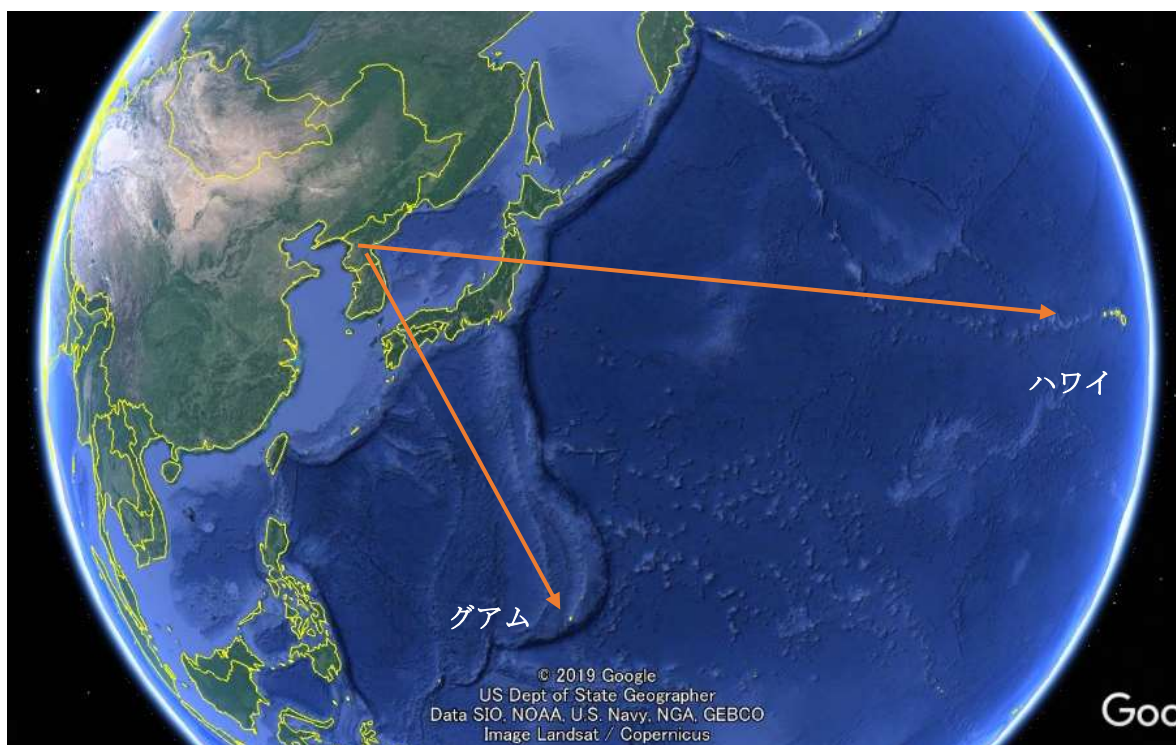 ハワイ
グアム
© 2019 Google
US Dept of State Geographer
Data SIO, NOAA, U.S. Navy, NGA, GEBCO
Image Landsat / Copernicus
Goo